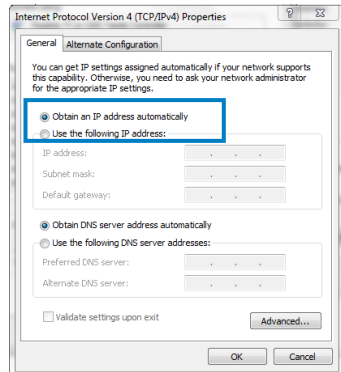 Internet Protocol Version 4 (TCP/IPv4) Properties
General Alternate Configuration
You can get IP settings assigned automatically if your network supports
this capability. Otherwise, you need to ask your network administrator
for the appropriate IP settings.
Obtain an IP address automatically
Use the following IP address:
IP address:
Subnet mask:
Default gateway:
Obtain DNS server address automatically
Use the following DNS server addresses:
Preferred DNS server:
Alternate DNS server:
Validate settings upon exit
Advanced...
OK Cancel